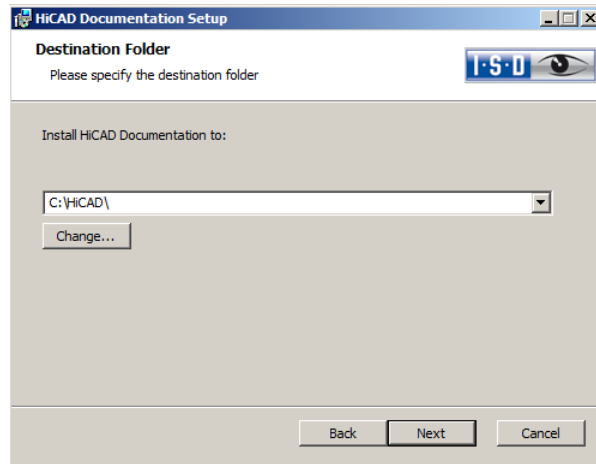 HiCAD Documentation Setup
Destination Folder
Please specify the destination folder
I·S·D
Install HiCAD Documentation to:
C:\HiCAD\
Change...
Back Next Cancel